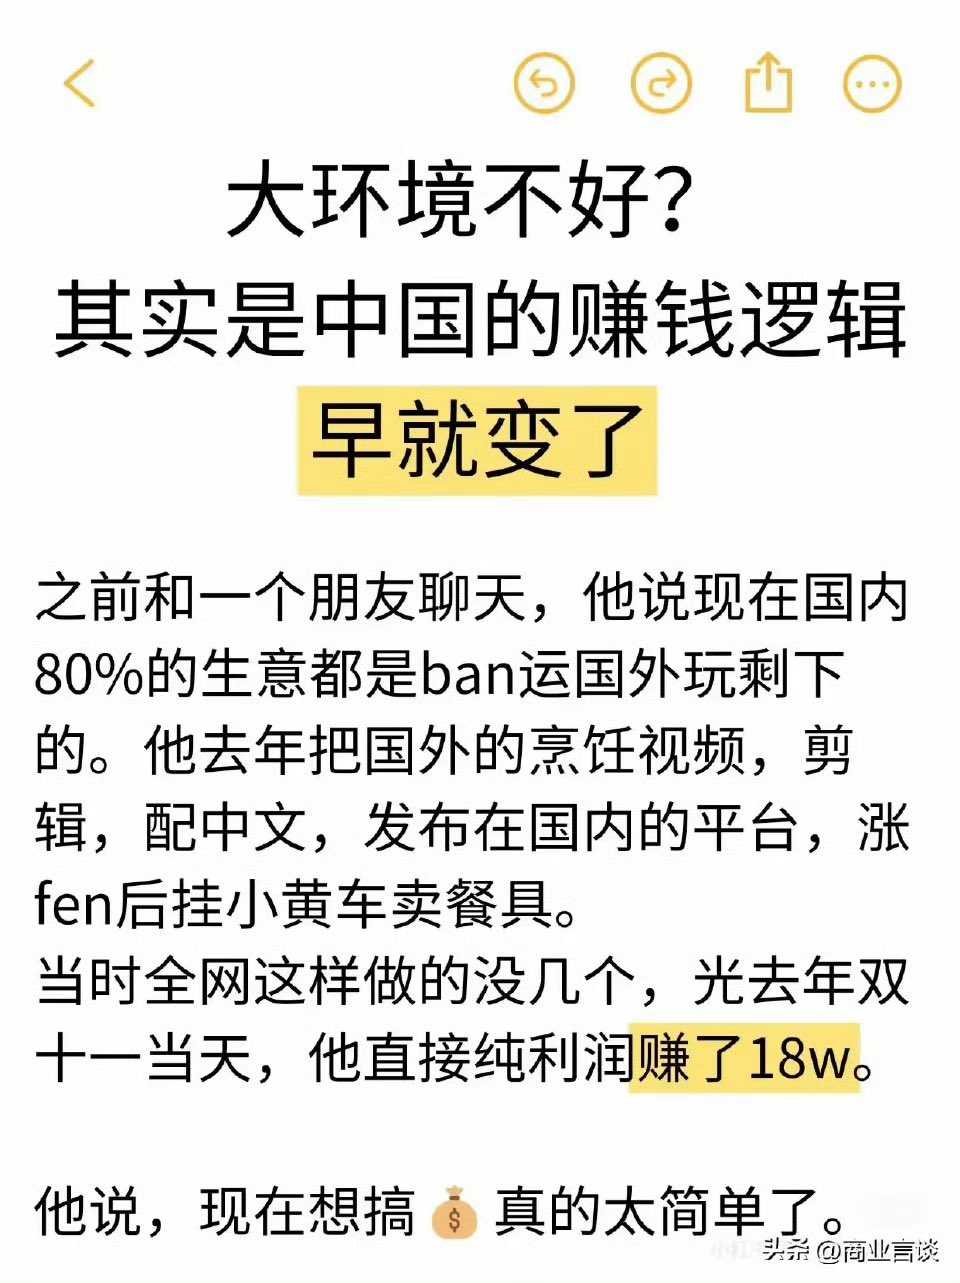 大环境不好？
其实是中国的赚钱逻辑
早就变了
之前和一个朋友聊天，他说现在国内
80%的生意都是ban运国外玩剩下
的。他去年把国外的烹饪视频，剪
辑，配中文，发布在国内的平台，涨
fen后挂小黄车卖餐具。
当时全网这样做的没几个，光去年双
十一当天，他直接纯利润赚了18w。
他说，现在想搞💰真的太简单了。
头条 @商业言谈